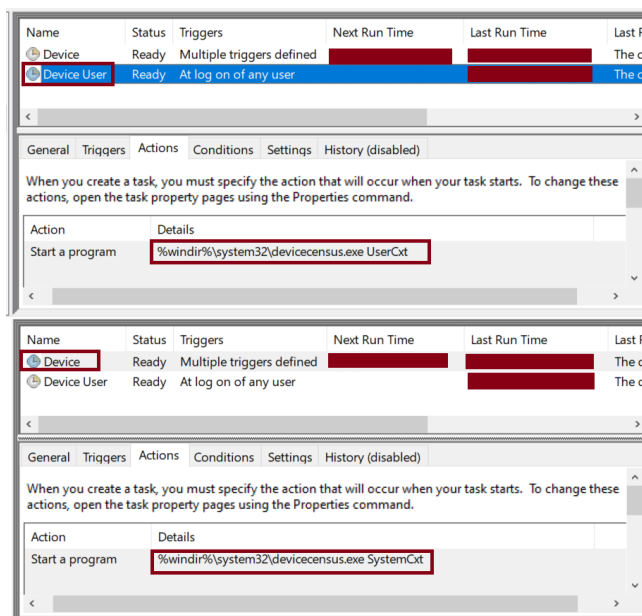 Name Status Triggers Next Run Time Last Run Time Last
Device Ready Multiple triggers defined The
Device User Ready At log on of any user The
General Triggers Actions Conditions Settings History (disabled)
When you create a task, you must specify the action that will occur when your task starts. To change these
actions, open the task property pages using the Properties command.
Action Details
Start a program %windir%\system32\devicecensus.exe UserCxt
Name Status Triggers Next Run Time Last Run Time Last
Device Ready Multiple triggers defined The
Device User Ready At log on of any user The
General Triggers Actions Conditions Settings History (disabled)
When you create a task, you must specify the action that will occur when your task starts. To change these
actions, open the task property pages using the Properties command.
Action Details
Start a program %windir%\system32\devicecensus.exe SystemCxt